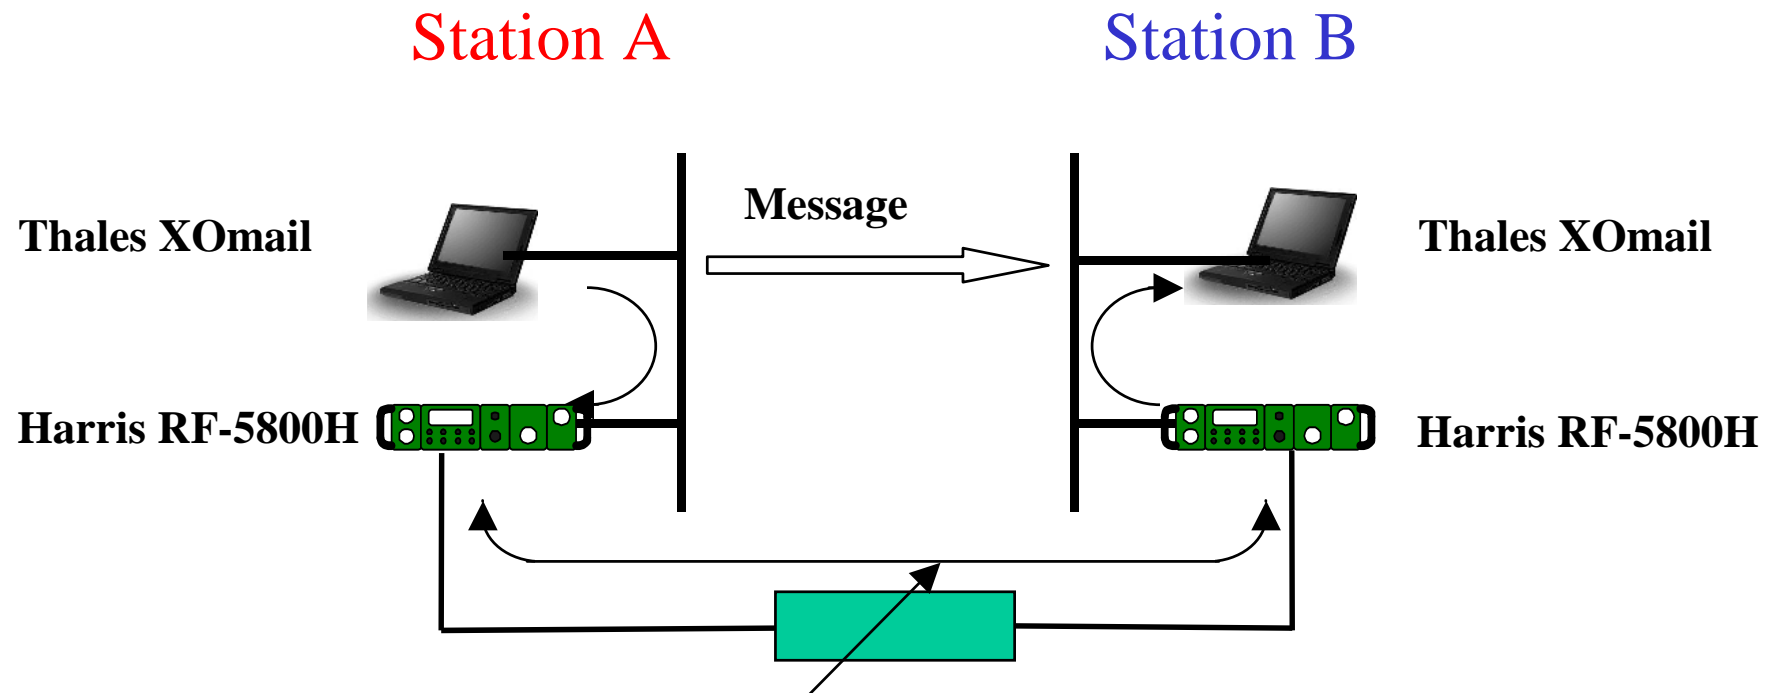 Station A
Station B
Message
Thales XOmail
Thales XOmail
Harris RF-5800H
Harris RF-5800H